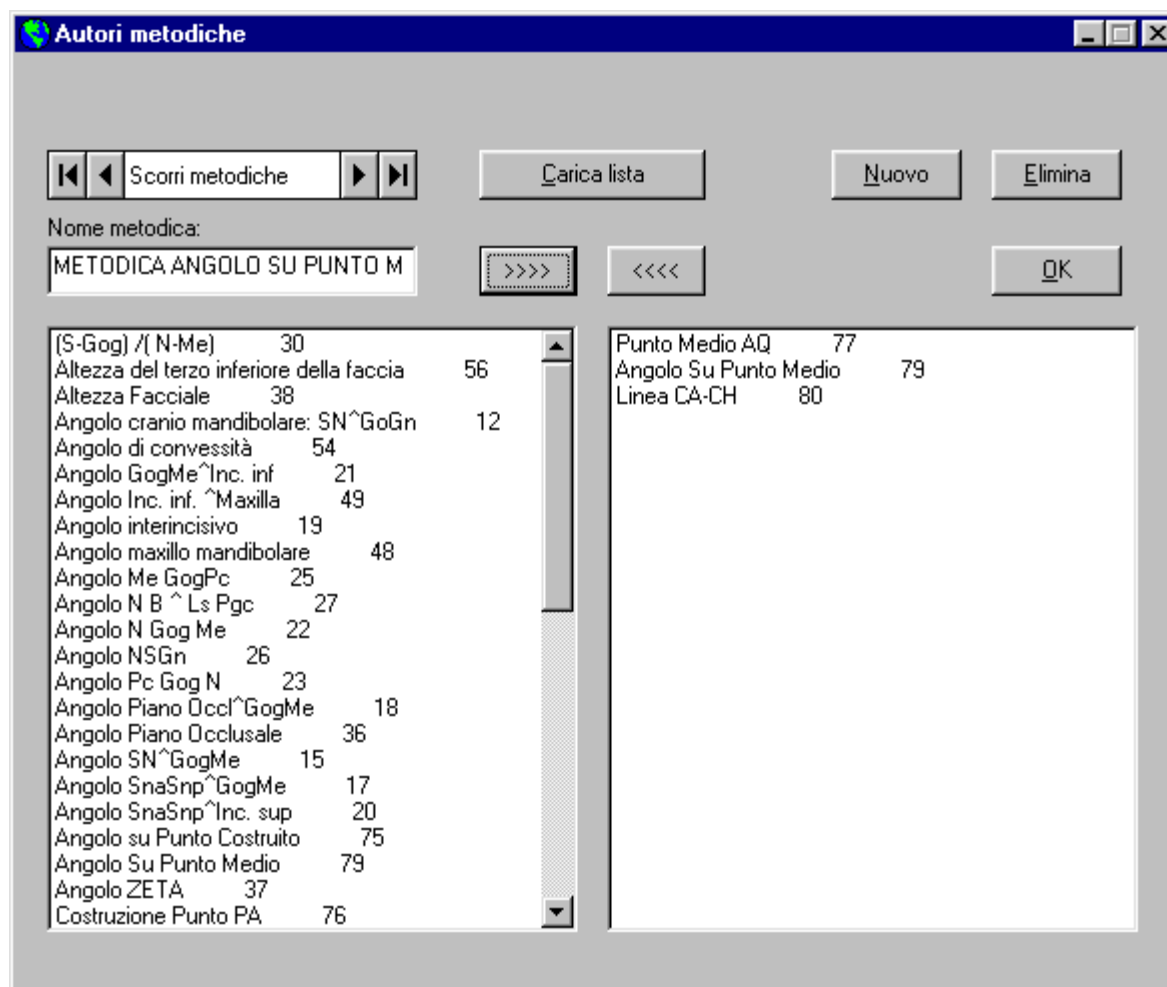 Autori metodiche
Scorri metodiche
Carica lista
Nuovo
Elimina
Nome metodica:
METODICA ANGOLO SU PUNTO M
>>>>
<<<<
OK
(S-Gog) /( N-Me) 30
Altezza del terzo inferiore della faccia 56
Altezza Facciale 38
Angolo cranio mandibolare: SN^GoGn 12
Angolo di convessità 54
Angolo GogMe^Inc. inf 21
Angolo Inc. inf. ^Maxilla 49
Angolo interincisivo 19
Angolo maxillo mandibolare 48
Angolo Me GogPc 25
Angolo N B ^ Ls Pgc 27
Angolo N Gog Me 22
Angolo NSGn 26
Angolo Pc Gog N 23
Angolo Piano Occl^GogMe 18
Angolo Piano Occlusale 36
Angolo SN^GogMe 15
Angolo SnaSnp^GogMe 17
Angolo SnaSnp^Inc. sup 20
Angolo su Punto Costruito 75
Angolo Su Punto Medio 79
Angolo ZETA 37
Costruzione Punto PA 76
Punto Medio AQ 77
Angolo Su Punto Medio 79
Linea CA-CH 80